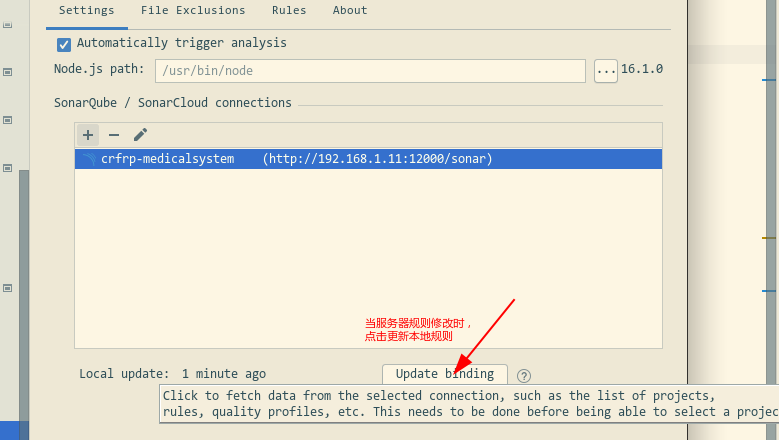 Settings File Exclusions Rules About
Automatically trigger analysis
Node.js path: /usr/bin/node ... 16.1.0
SonarQube / SonarCloud connections
crfrp-medicalsystem (http://192.168.1.11:12000/sonar)
当服务器规则修改时，
点击更新本地规则
Local update: 1 minute ago Update binding ?
Click to fetch data from the selected connection, such as the list of projects,
rules, quality profiles, etc. This needs to be done before being able to select a projec